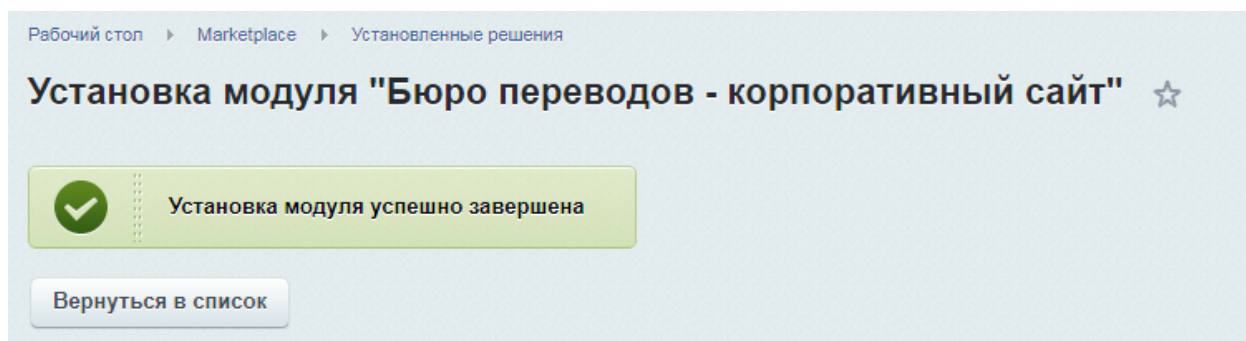 Рабочий стол Marketplace Установленные решения
Установка модуля "Бюро переводов - корпоративный сайт"
Установка модуля успешно завершена
Вернуться в список